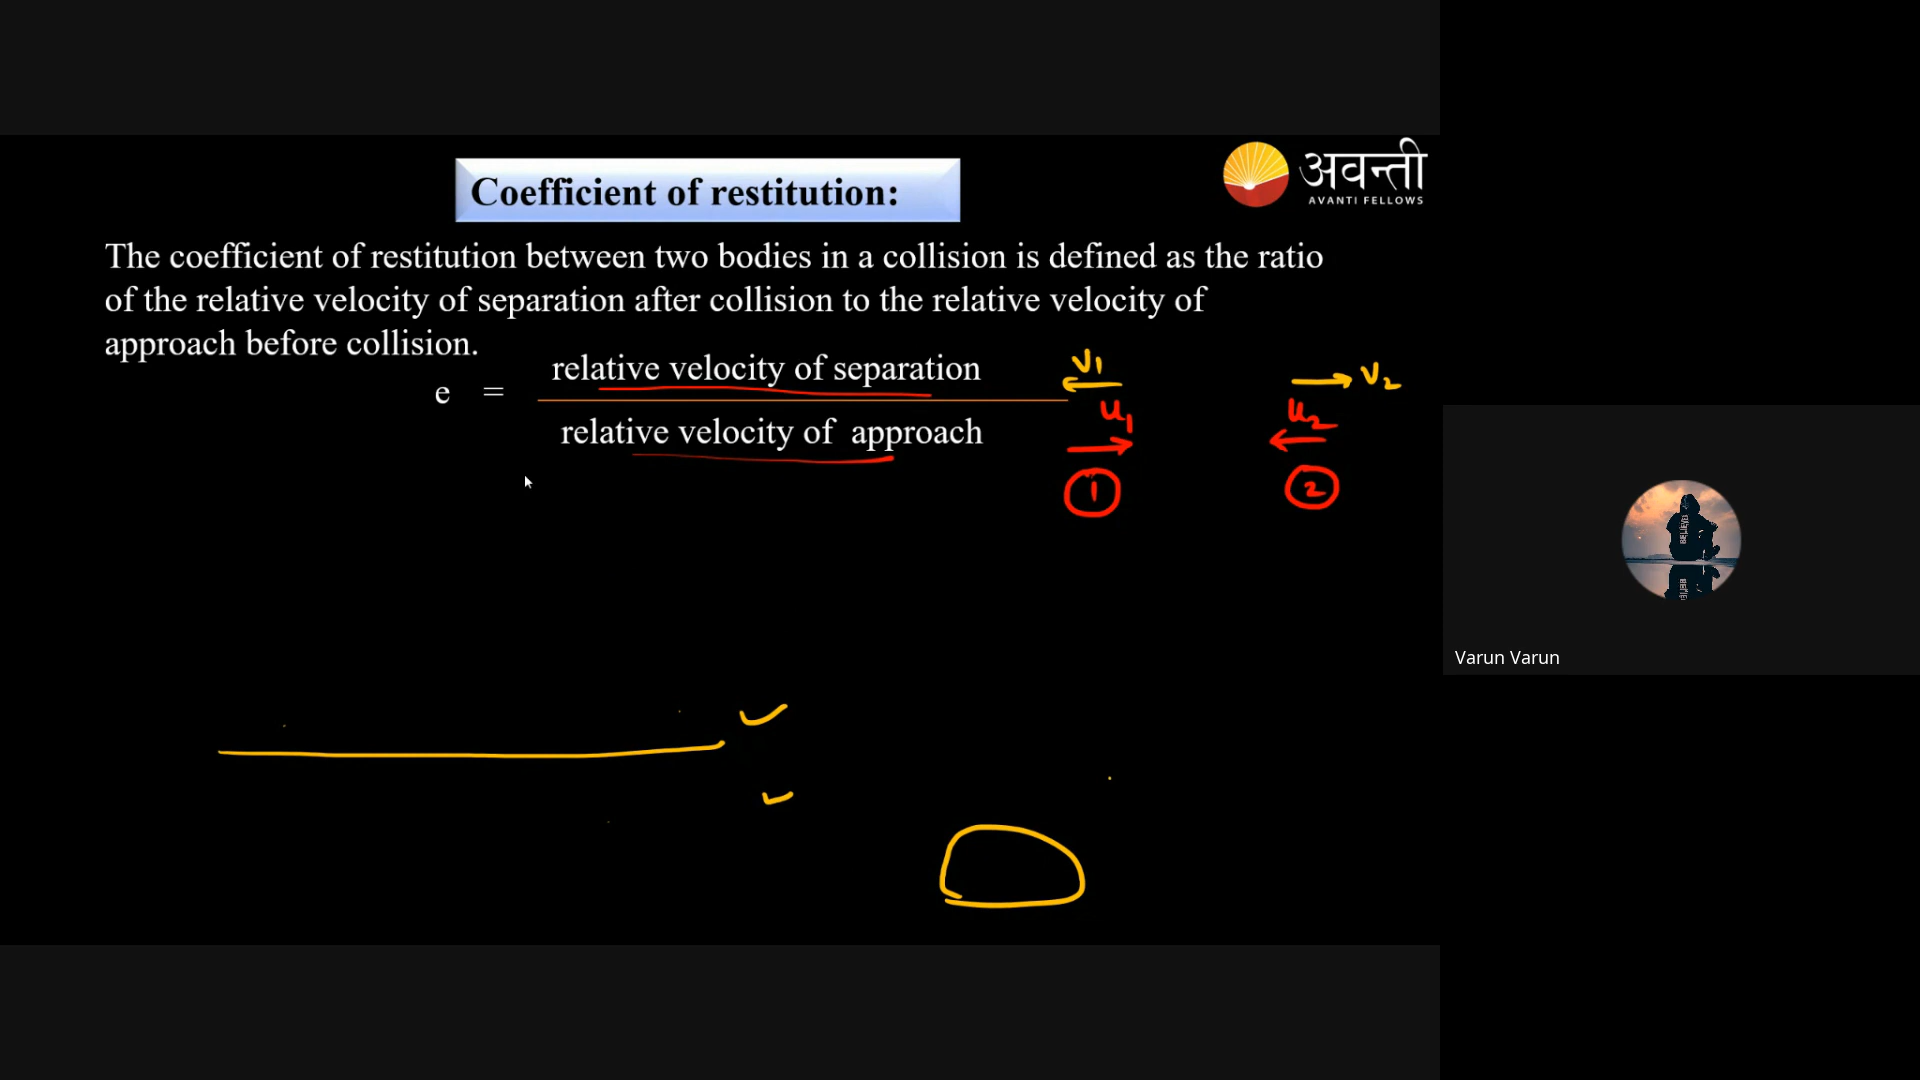 अवन्ती
AVANTI FELLOWS
Coefficient of restitution:
The coefficient of restitution between two bodies in a collision is defined as the ratio
of the relative velocity of separation after collision to the relative velocity of
approach before collision.
e = relative velocity of separation
relative velocity of approach
V1 V2
u1 u2
1 2
Varun Varun